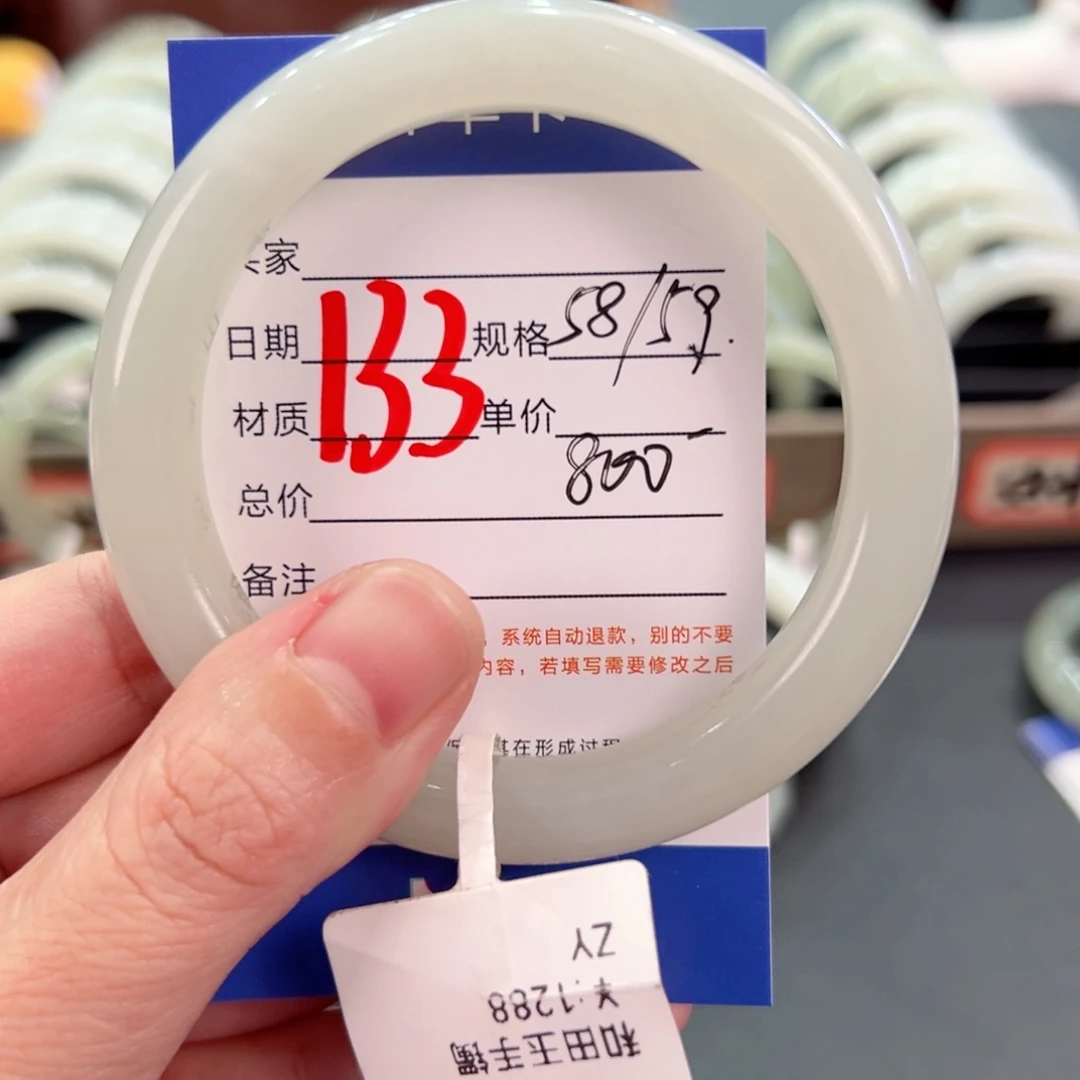 家
日期 133 规格 58/59.
材质 单价
800
总价
备注
系统自动退款，别的不要
内容，若填写需要修改之后
在形成过程
ZY
¥:1288
和田玉手镯